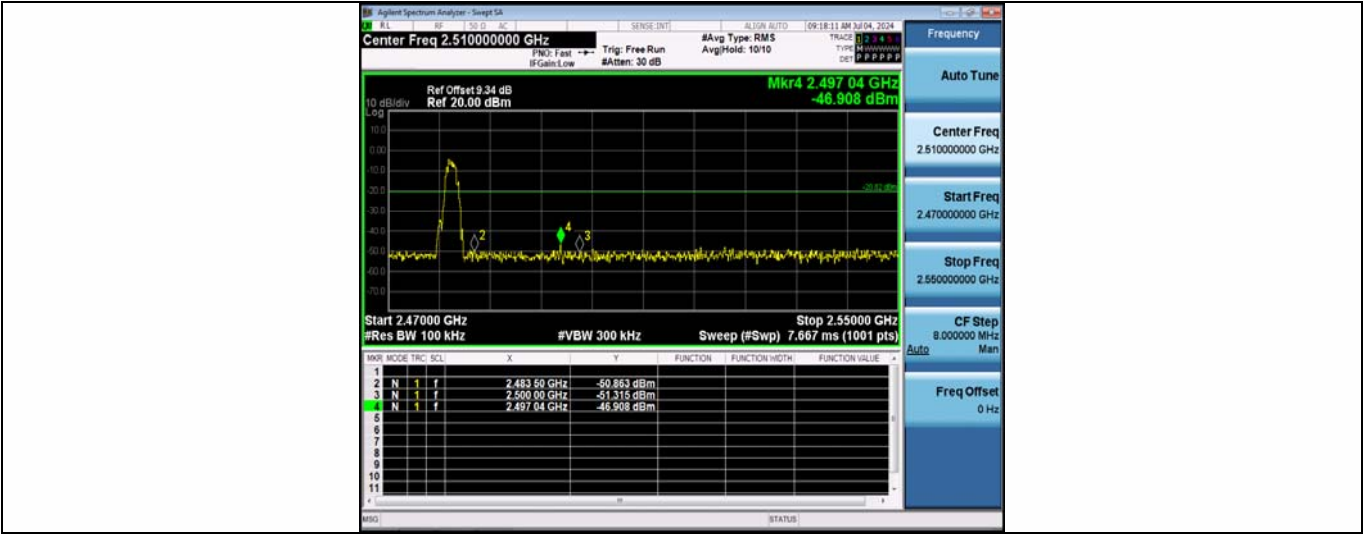 Agilent Spectrum Analyzer - Swept SA
RL RF 50 Ω AC SENSE:INT ALIGN AUTO 09:18:11 AM Jul 04, 2024
Center Freq 2.510000000 GHz
PNO: Fast
IFGain:Low
Trig: Free Run
#Atten: 30 dB
#Avg Type: RMS
Avg|Hold: 10/10
TRACE 1 2 3 4 5 6
TYPE M W W W W W
DET P P P P P P
Mkr4 2.497 04 GHz
-46.908 dBm
Ref Offset 9.34 dB
10 dB/div Ref 20.00 dBm
Log
10.0
0.00
-10.0
-20.0
-30.0
-40.0
-50.0
-60.0
-70.0
2
4
3
Start 2.47000 GHz Stop 2.55000 GHz
#Res BW 100 kHz #VBW 300 kHz Sweep (#Swp) 7.667 ms (1001 pts)
MKR MODE TRC SCL X Y FUNCTION FUNCTION WIDTH FUNCTION VALUE
1
2 N 1 f 2.483 50 GHz -50.863 dBm
3 N 1 f 2.500 00 GHz -51.315 dBm
4 N 1 f 2.497 04 GHz -46.908 dBm
5
6
7
8
9
10
11
MSG STATUS
Frequency
Auto Tune
Center Freq
2.510000000 GHz
Start Freq
2.470000000 GHz
Stop Freq
2.550000000 GHz
CF Step
8.000000 MHz
Auto Man
Freq Offset
0 Hz